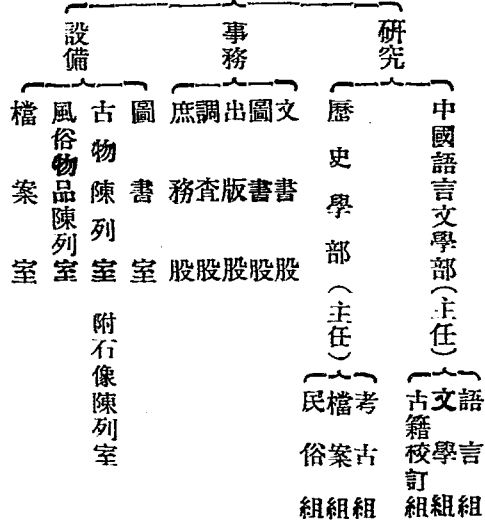 研究
中國語言文學部(主任)
語言組
文學組
古籍校訂組
歷史學部(主任)
考古組
檔案組
民俗組
事務
文書股
圖書股
出版股
調查股
庶務股
設備
圖書室
古物陳列室 附石像陳列室
風俗物品陳列室
檔案室